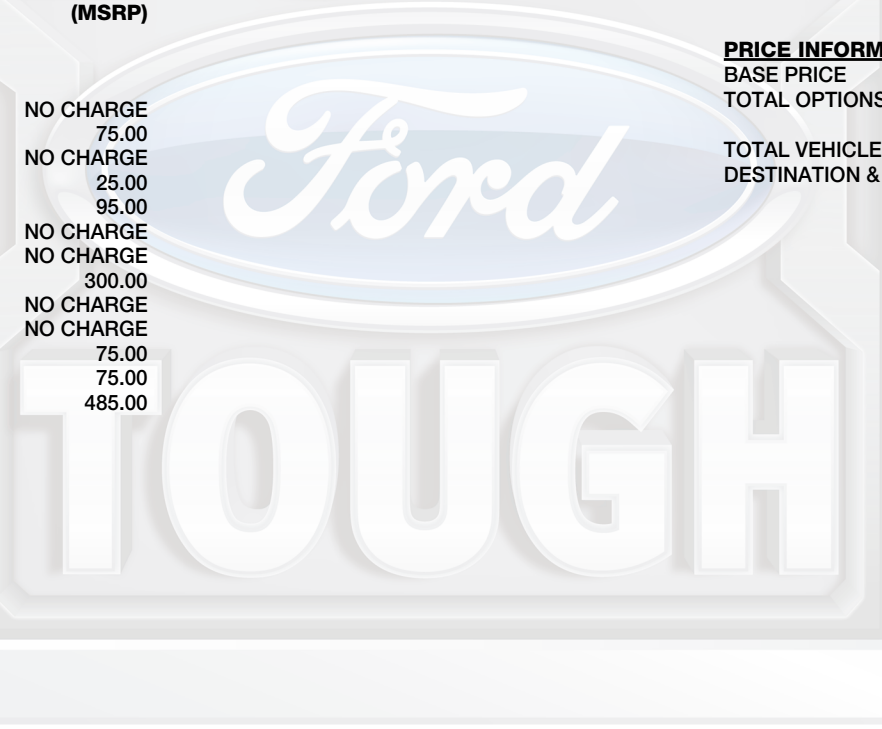 (MSRP)
NO CHARGE
75.00
NO CHARGE
25.00
95.00
NO CHARGE
NO CHARGE
300.00
NO CHARGE
NO CHARGE
75.00
75.00
485.00
PRICE INFORM
BASE PRICE
TOTAL OPTIONS
TOTAL VEHICLE
DESTINATION &
Ford
TOUGH